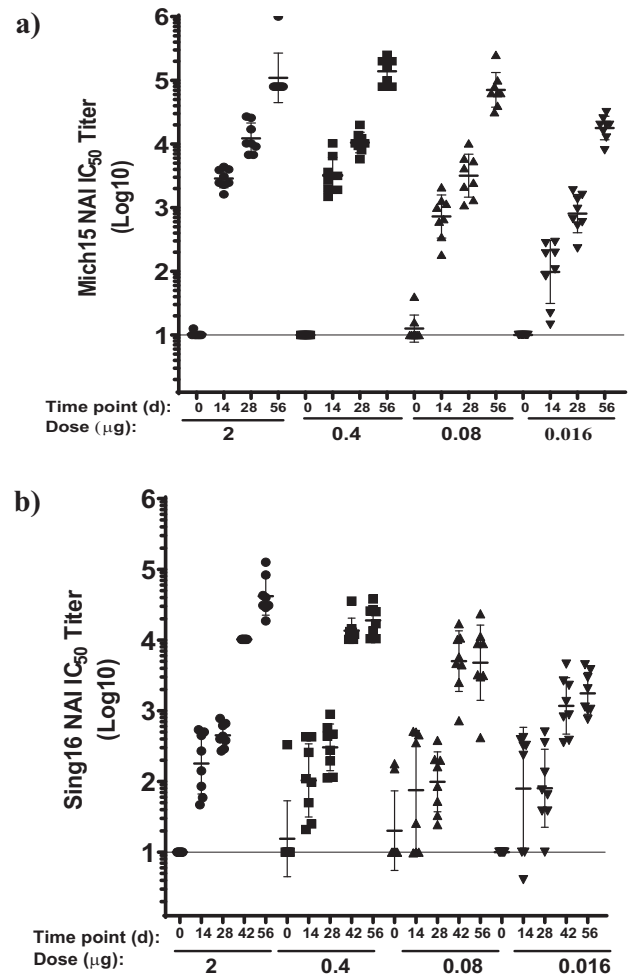 a)
Mich15 NAI IC50 Titer
(Log10)
6
5
4
3
2
1
Time point (d): 0 14 28 56 0 14 28 56 0 14 28 56 0 14 28 56
Dose (μg): 2 0.4 0.08 0.016
b)
Sing16 NAI IC50 Titer
(Log10)
6
5
4
3
2
1
Time point (d): 0 14 28 42 56 0 14 28 42 56 0 14 28 42 56 0 14 28 42 56
Dose (μg): 2 0.4 0.08 0.016